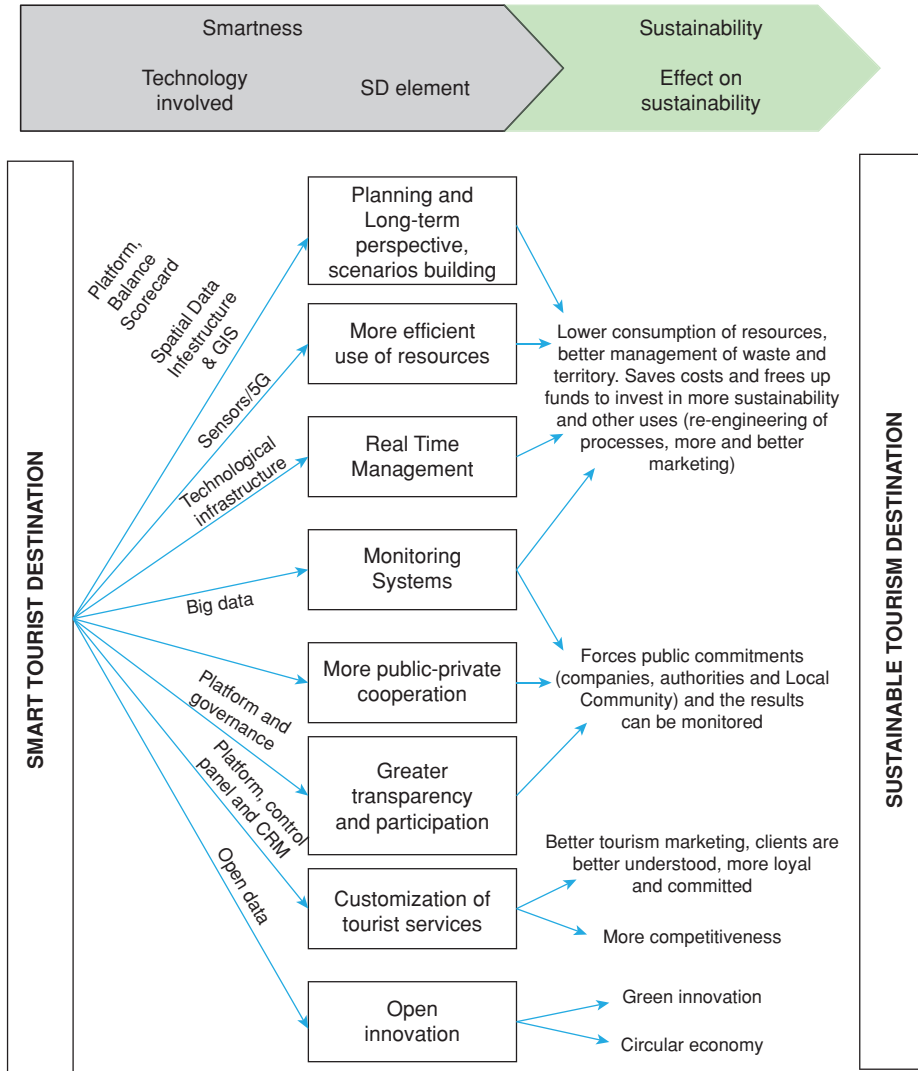 Smartness
Sustainability
Technology
involved
SD element
Effect on
sustainability
SMART TOURIST DESTINATION
Platform,
Balance
Scorecard
Spatial Data
Infestructure
& GIS
Sensors/5G
Technological
infrastructure
Big data
Platform and
governance
Platform, control
panel and CRM
Open data
Planning and
Long-term
perspective,
scenarios building
More efficient
use of resources
Real Time
Management
Monitoring
Systems
More public-private
cooperation
Greater
transparency
and participation
Customization of
tourist services
Open
innovation
Lower consumption of resources,
better management of waste and
territory. Saves costs and frees up
funds to invest in more sustainability
and other uses (re-engineering of
processes, more and better
marketing)
Forces public commitments
(companies, authorities and Local
Community) and the results
can be monitored
Better tourism marketing, clients are
better understood, more loyal
and committed
More competitiveness
Green innovation
Circular economy
SUSTAINABLE TOURISM DESTINATION